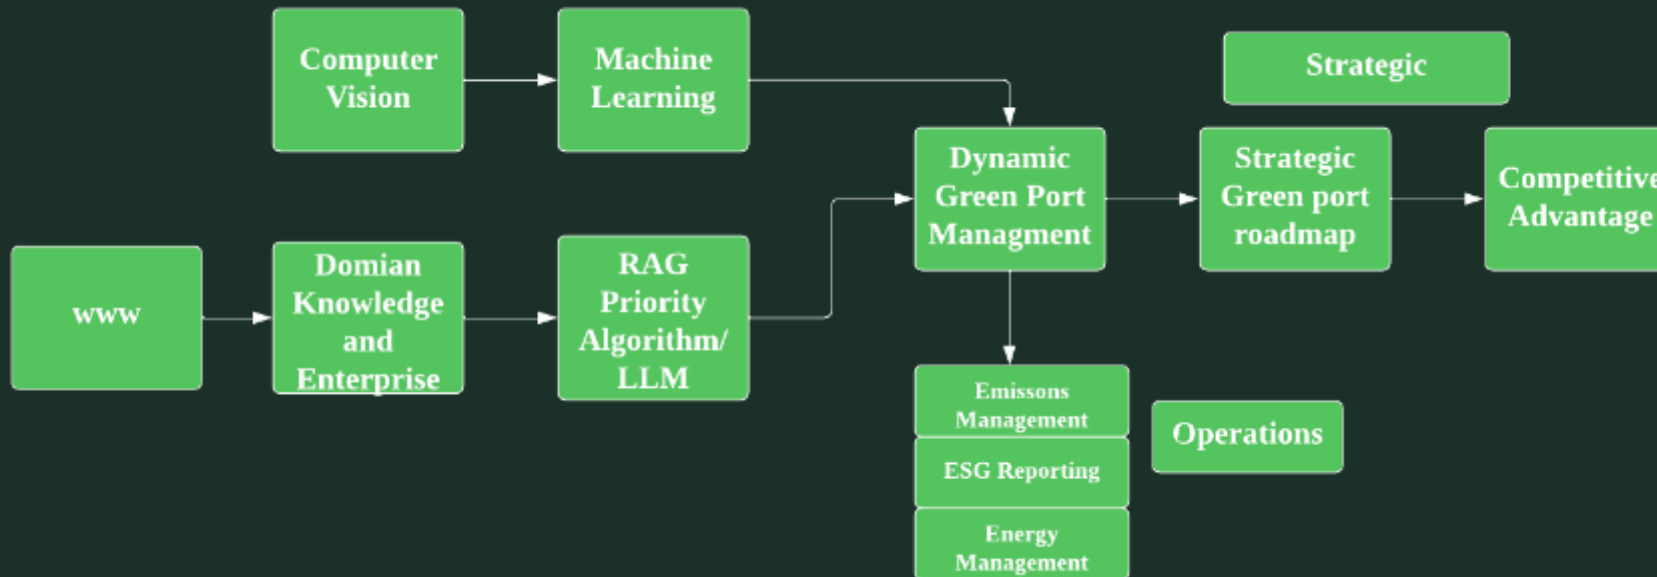 Computer
Vision
Machine
Learning
Strategic
Dynamic
Green Port
Managment
Strategic
Green port
roadmap
Competitive
Advantage
www
Domian
Knowledge
and
Enterprise
RAG
Priority
Algorithm/
LLM
Emissons
Management
ESG Reporting
Energy
Management
Operations